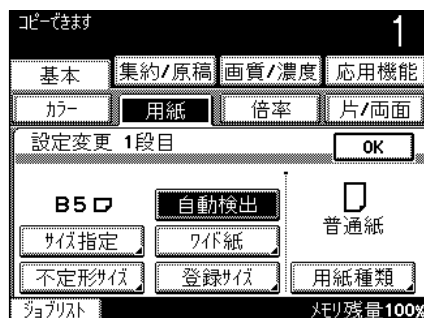 コピーできます 1
基本 集約/原稿 画質/濃度 応用機能
カラー 用紙 倍率 片/両面
設定変更 1段目 OK
B5 自動検出
普通紙
サイズ指定 ワイド紙
不定形サイズ 登録サイズ 用紙種類
ジョブリスト メモリ残量100%